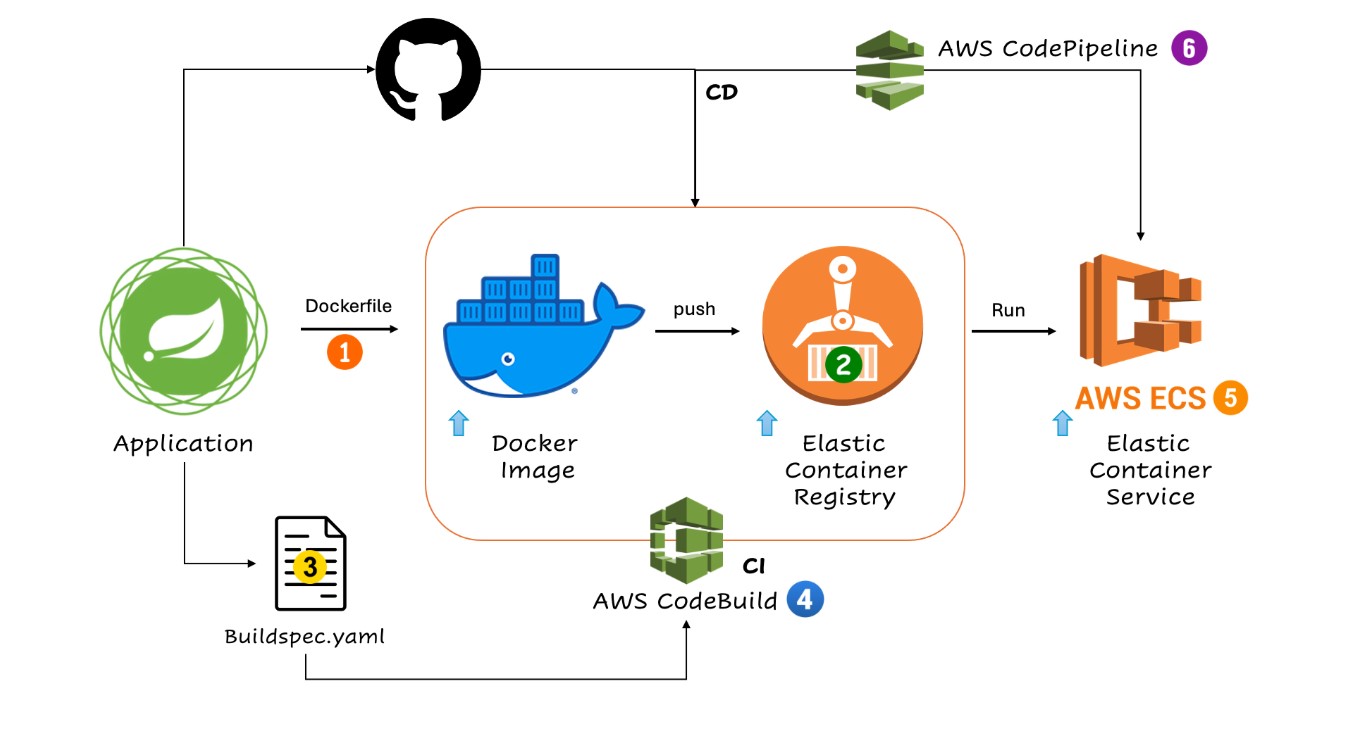 AWS CodePipeline 6
CD
Dockerfile
1
push
2
Run
AWS ECS 5
Application
Docker
Image
Elastic
Container
Registry
Elastic
Container
Service
3
Buildspec.yaml
CI
AWS CodeBuild 4